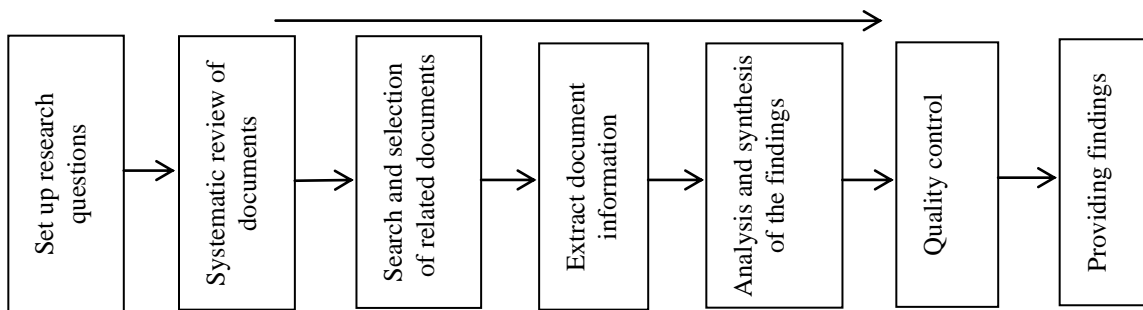 Set up research
questions
Systematic review of
documents
Search and selection
of related documents
Extract document
information
Analysis and synthesis
of the findings
Quality control
Providing findings